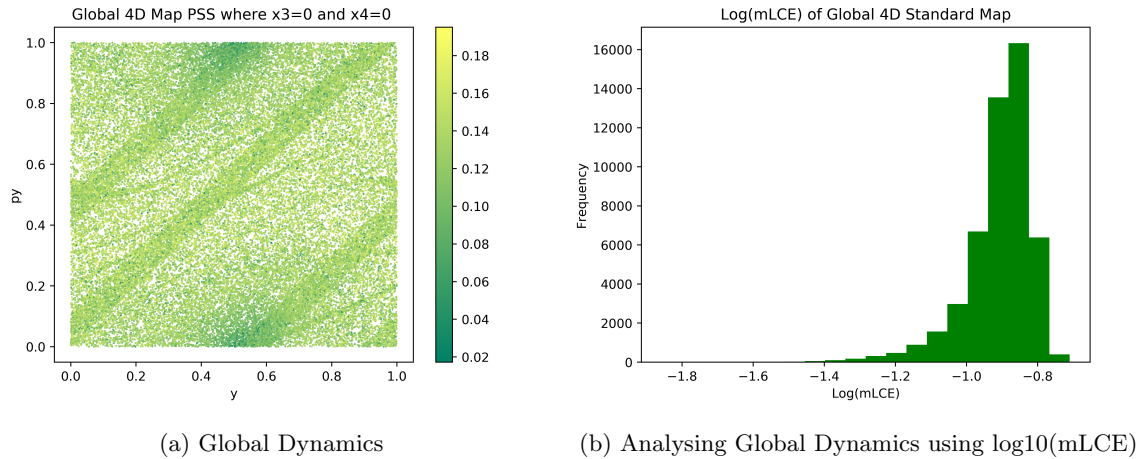 Global 4D Map PSS where x3=0 and x4=0
1.0
0.8
0.6
0.4
0.2
0.0
py
0.0 0.2 0.4 0.6 0.8 1.0
y
0.18
0.16
0.14
0.12
0.10
0.08
0.06
0.04
0.02
(a) Global Dynamics
Log(mLCE) of Global 4D Standard Map
16000
14000
12000
10000
8000
6000
4000
2000
0
Frequency
−1.8 −1.6 −1.4 −1.2 −1.0 −0.8
Log(mLCE)
(b) Analysing Global Dynamics using log10(mLCE)